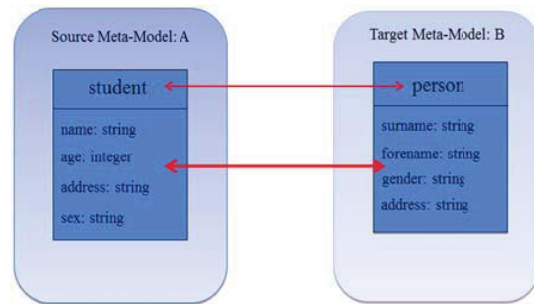 Source Meta-Model: A
student
name: string
age: integer
address: string
sex: string
Target Meta-Model: B
person
surname: string
forename: string
gender: string
address: string